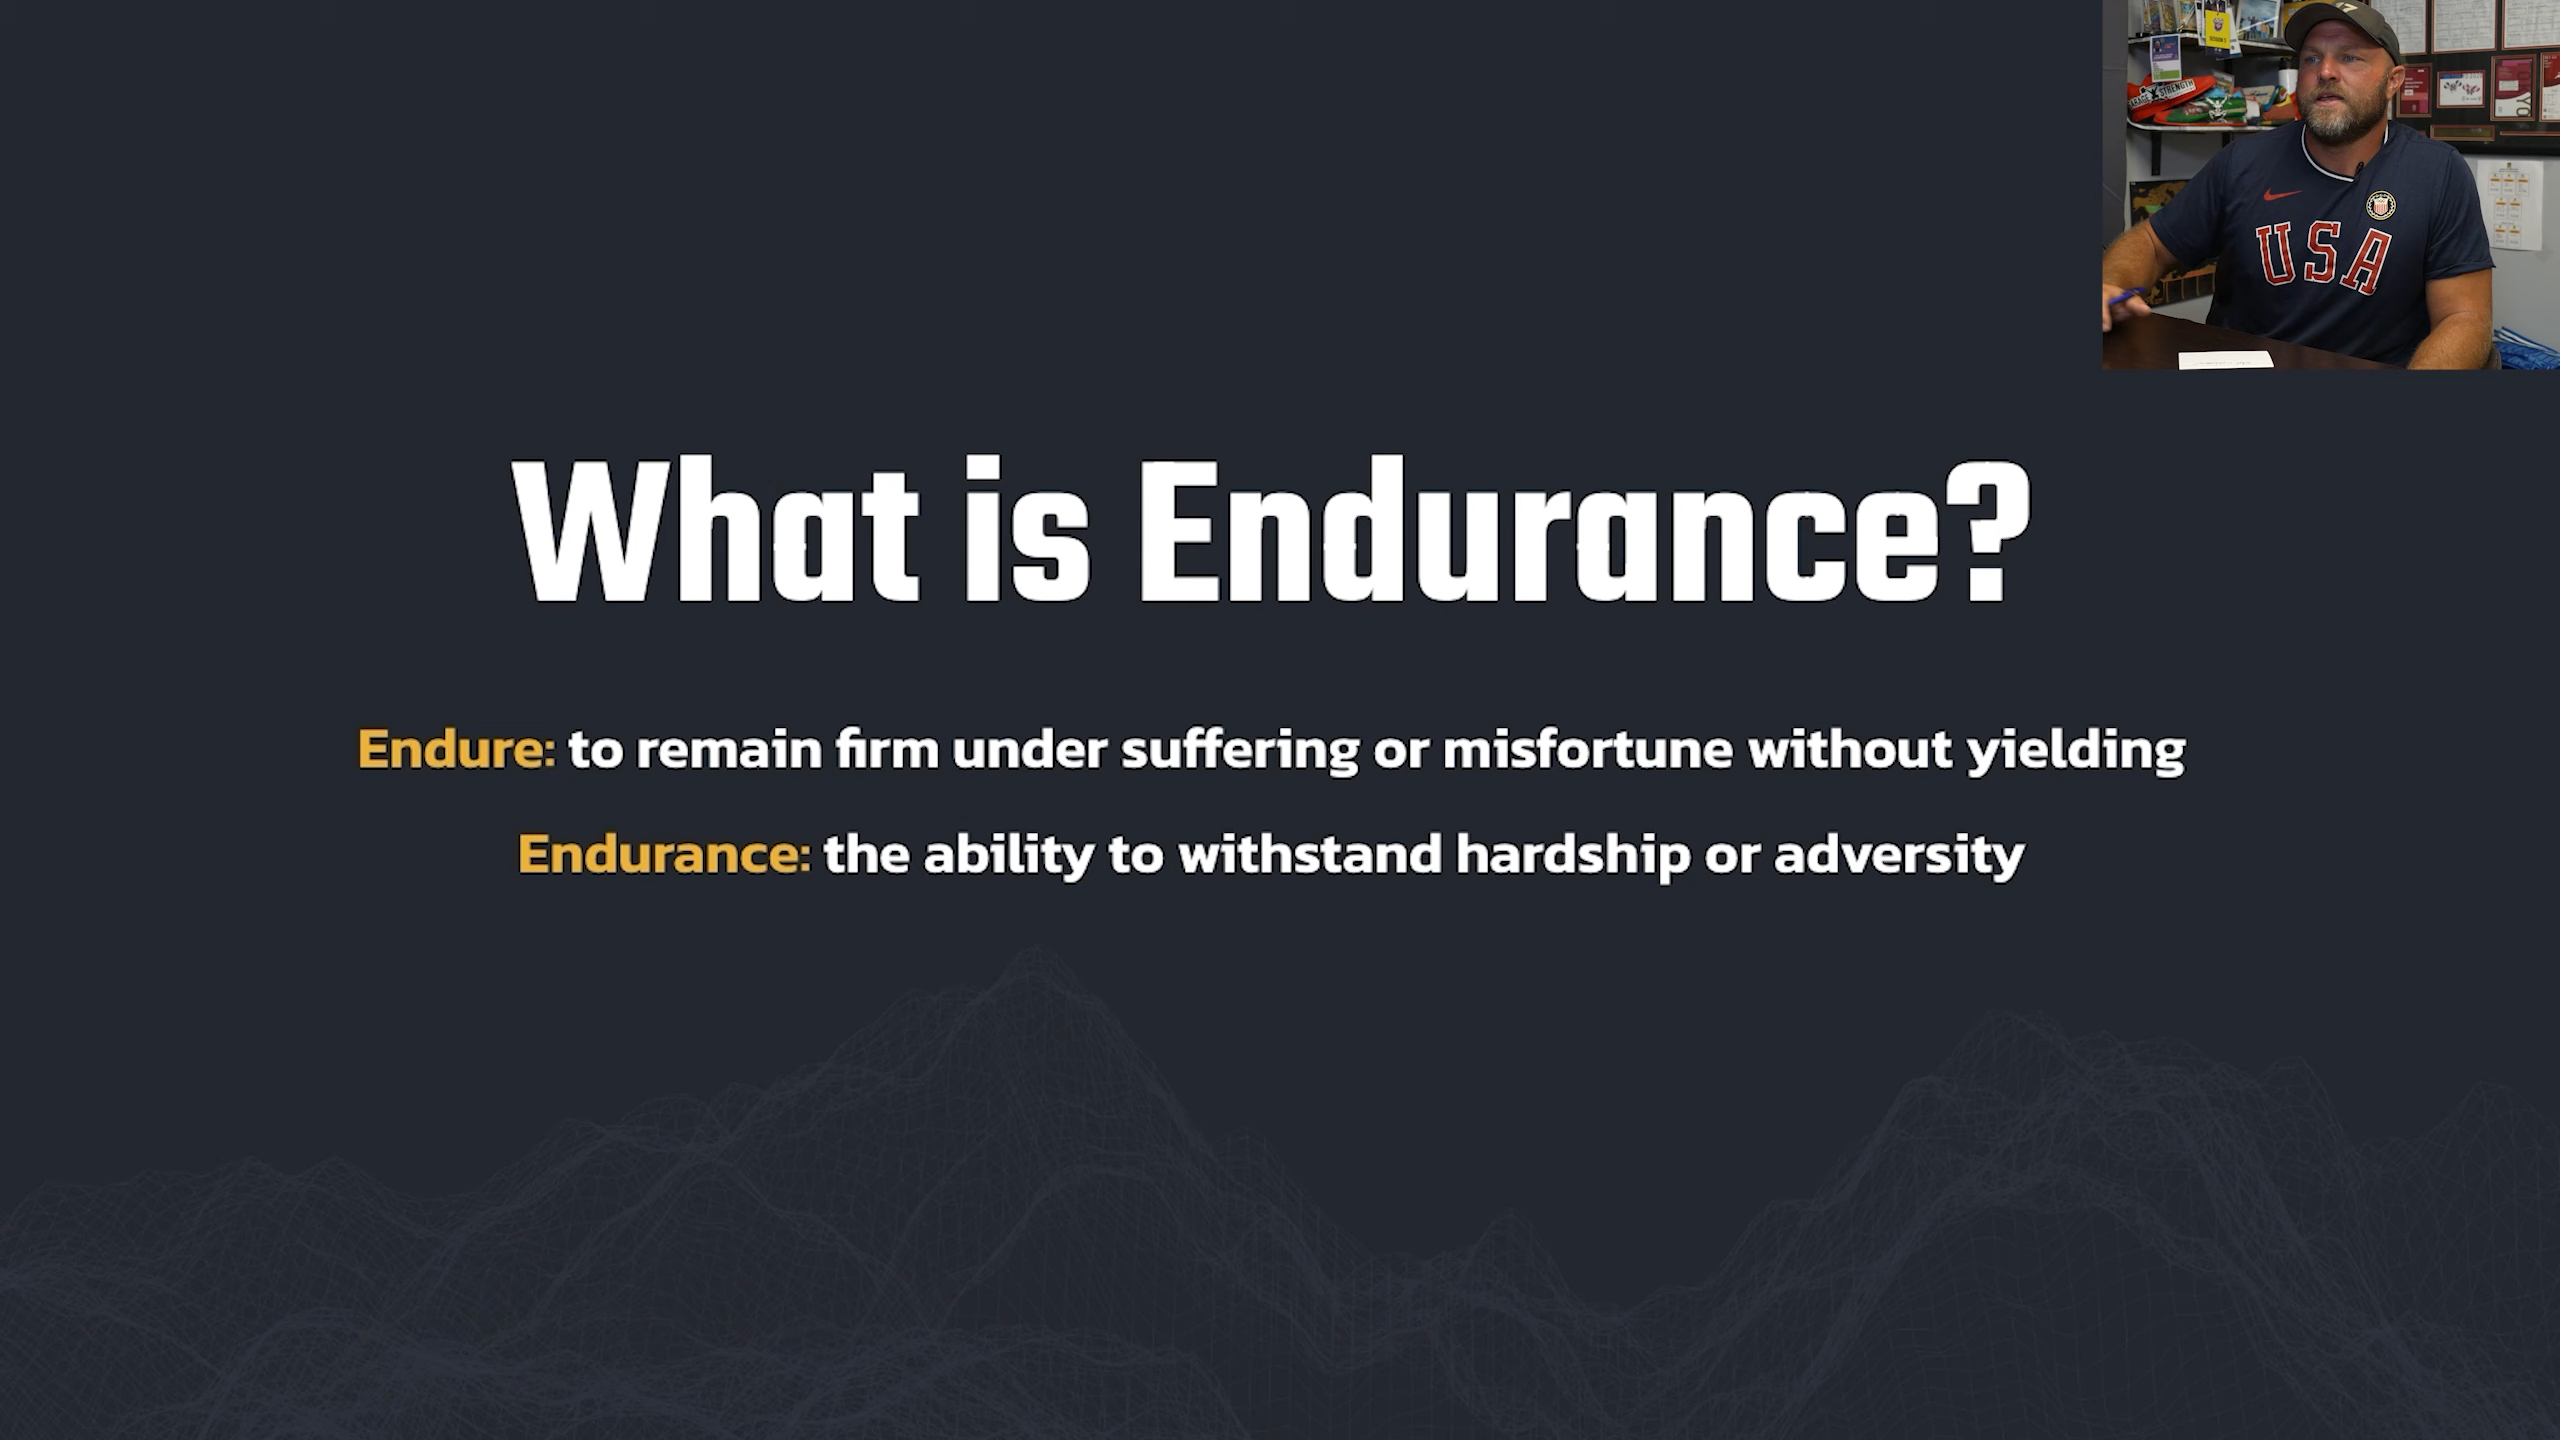 What is Endurance?
Endure: to remain firm under suffering or misfortune without yielding
Endurance: the ability to withstand hardship or adversity
USA
STRENGTH